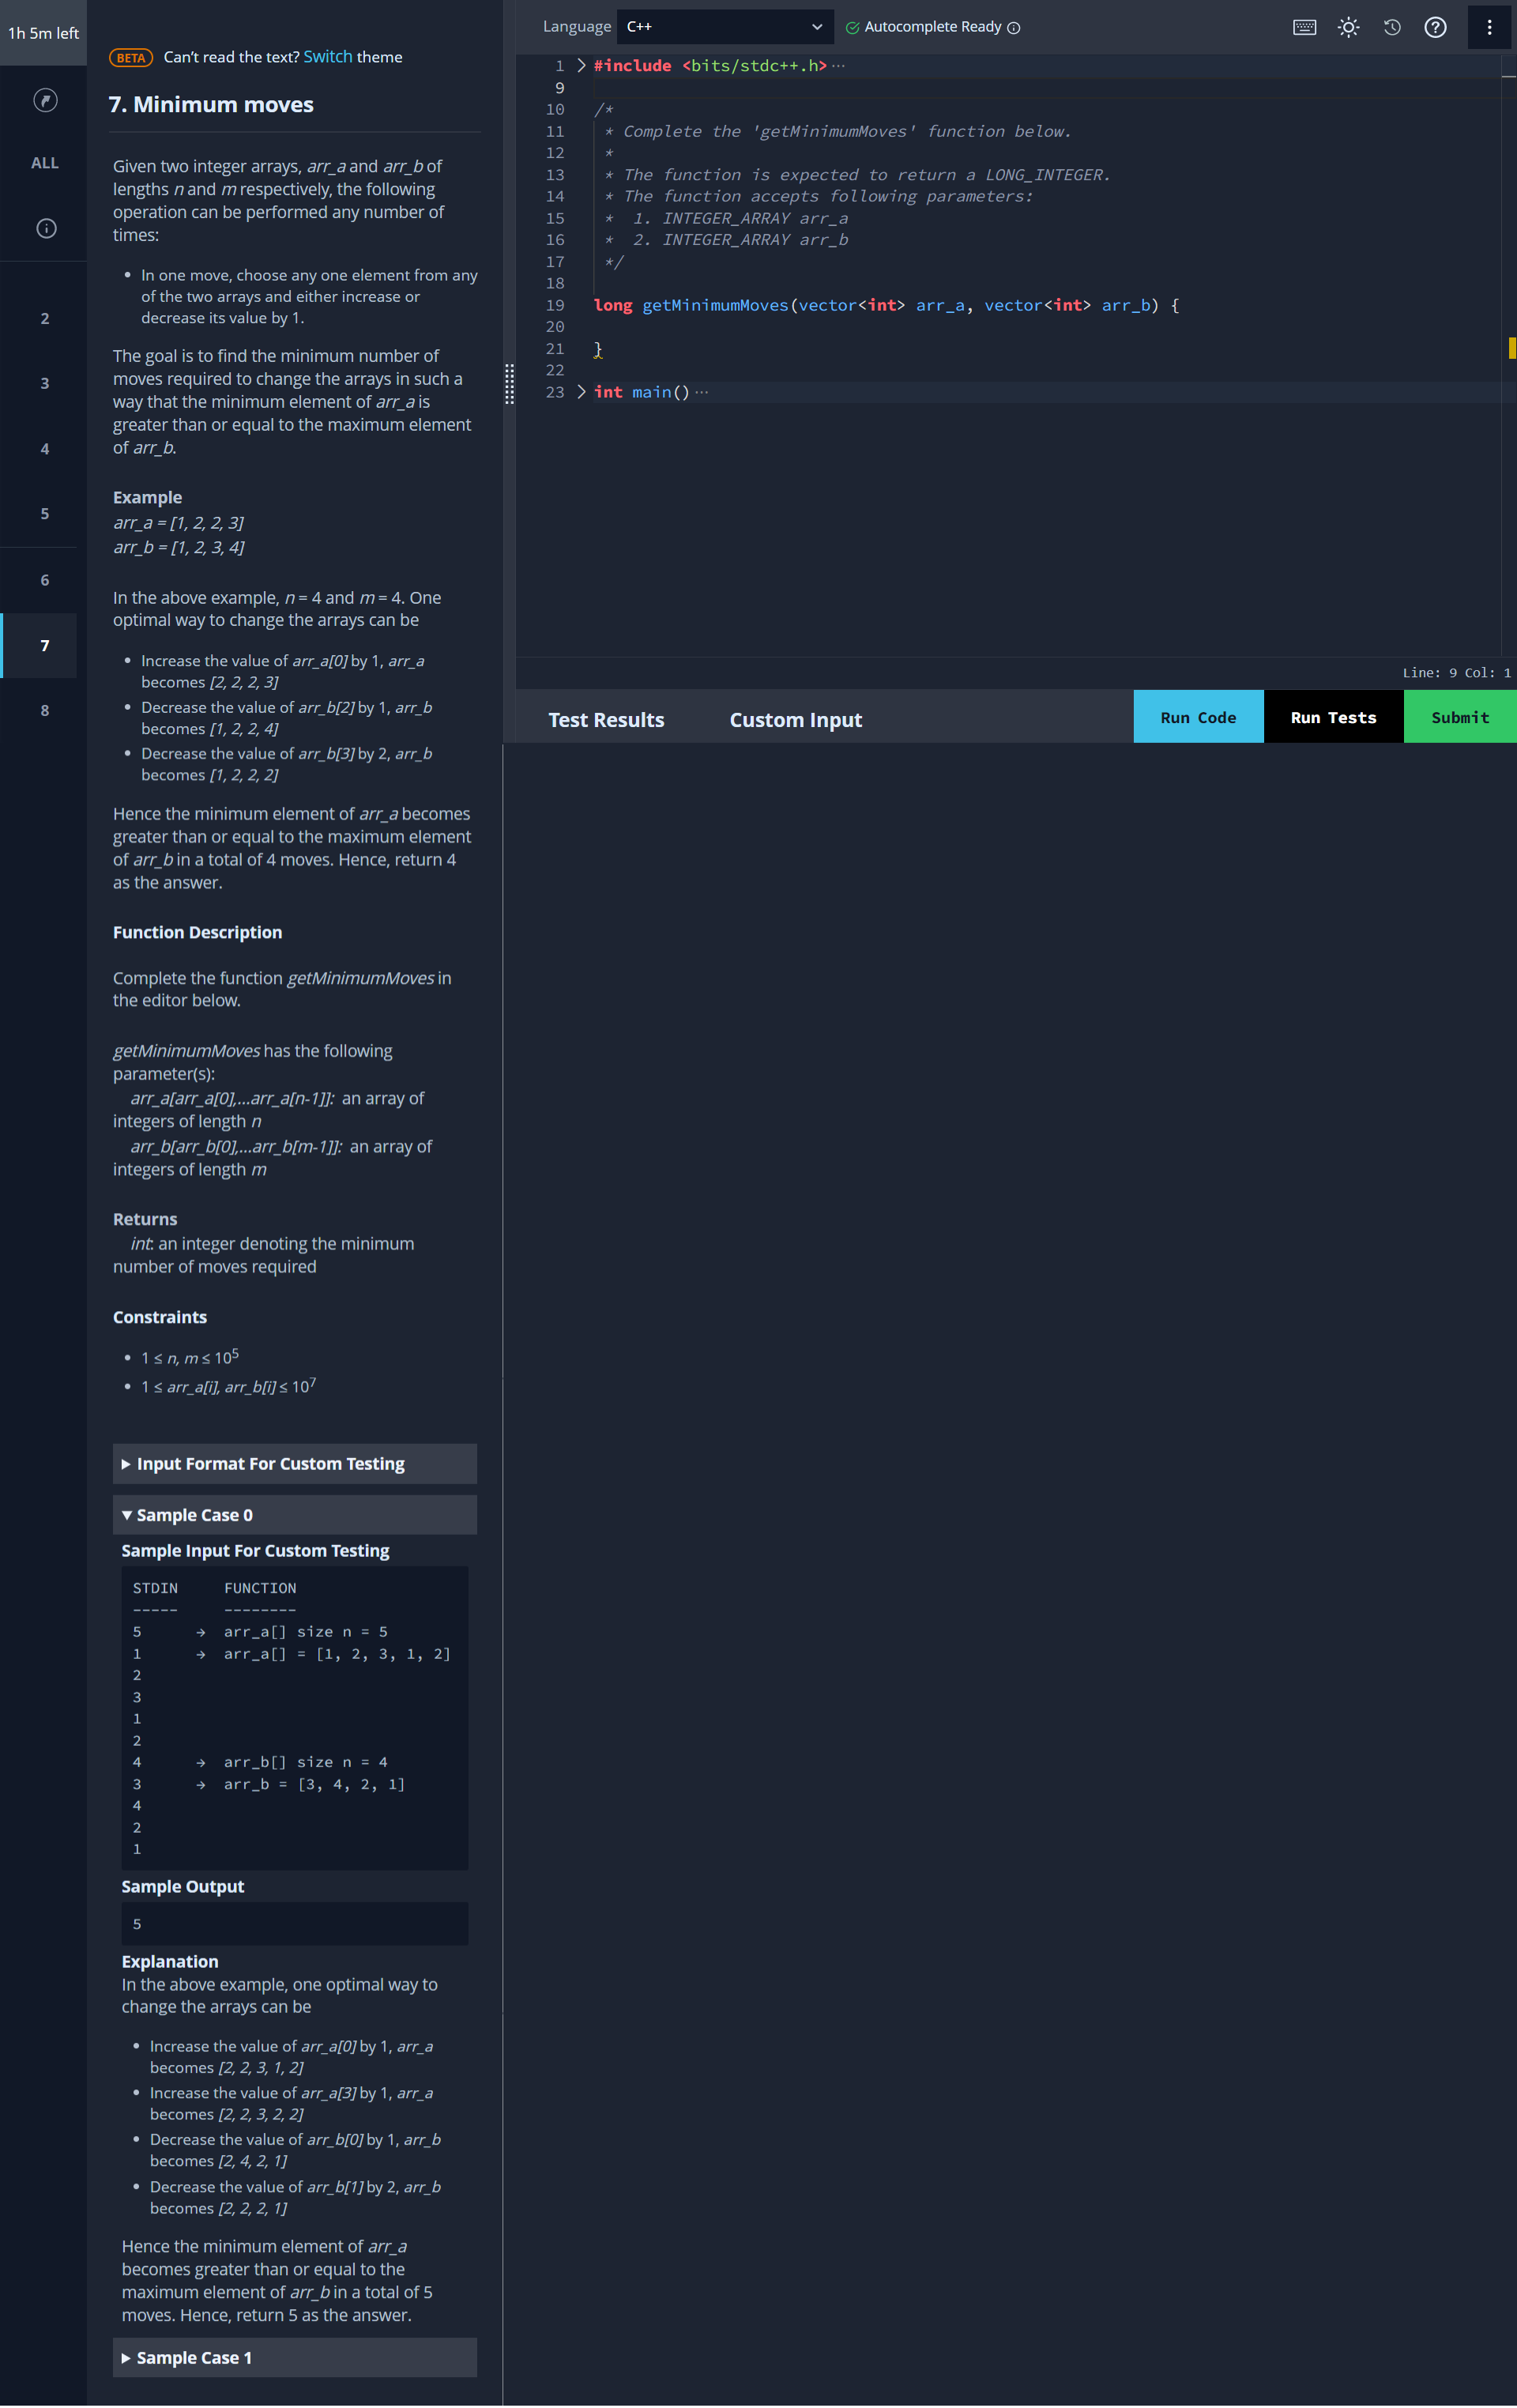 1h 5m left
ALL
2
3
4
5
6
7
8
BETA Can't read the text? Switch theme
7. Minimum moves
Given two integer arrays, arr_a and arr_b of
lengths n and m respectively, the following
operation can be performed any number of
times:
• In one move, choose any one element from any
of the two arrays and either increase or
decrease its value by 1.
The goal is to find the minimum number of
moves required to change the arrays in such a
way that the minimum element of arr_a is
greater than or equal to the maximum element
of arr_b.
Example
arr_a = [1, 2, 2, 3]
arr_b = [1, 2, 3, 4]
In the above example, n = 4 and m = 4. One
optimal way to change the arrays can be
• Increase the value of arr_a[0] by 1, arr_a
becomes [2, 2, 2, 3]
• Decrease the value of arr_b[2] by 1, arr_b
becomes [1, 2, 2, 4]
• Decrease the value of arr_b[3] by 2, arr_b
becomes [1, 2, 2, 2]
Hence the minimum element of arr_a becomes
greater than or equal to the maximum element
of arr_b in a total of 4 moves. Hence, return 4
as the answer.
Function Description
Complete the function getMinimumMoves in
the editor below.
getMinimumMoves has the following
parameter(s):
arr_a[arr_a[0],...arr_a[n-1]]: an array of
integers of length n
arr_b[arr_b[0],...arr_b[m-1]]: an array of
integers of length m
Returns
int: an integer denoting the minimum
number of moves required
Constraints
• 1 ≤ n, m ≤ 10^5
• 1 ≤ arr_a[i], arr_b[i] ≤ 10^7
▶ Input Format For Custom Testing
▼ Sample Case 0
Sample Input For Custom Testing
STDIN FUNCTION
----- --------
5 → arr_a[] size n = 5
1 → arr_a[] = [1, 2, 3, 1, 2]
2
3
1
2
4 → arr_b[] size n = 4
3 → arr_b = [3, 4, 2, 1]
4
2
1
Sample Output
5
Explanation
In the above example, one optimal way to
change the arrays can be
• Increase the value of arr_a[0] by 1, arr_a
becomes [2, 2, 3, 1, 2]
• Increase the value of arr_a[3] by 1, arr_a
becomes [2, 2, 3, 2, 2]
• Decrease the value of arr_b[0] by 1, arr_b
becomes [2, 4, 2, 1]
• Decrease the value of arr_b[1] by 2, arr_b
becomes [2, 2, 2, 1]
Hence the minimum element of arr_a
becomes greater than or equal to the
maximum element of arr_b in a total of 5
moves. Hence, return 5 as the answer.
▶ Sample Case 1
Language C++ Autocomplete Ready
1 > #include <bits/stdc++.h> ...
9
10 /*
11 * Complete the 'getMinimumMoves' function below.
12 *
13 * The function is expected to return a LONG_INTEGER.
14 * The function accepts following parameters:
15 * 1. INTEGER_ARRAY arr_a
16 * 2. INTEGER_ARRAY arr_b
17 */
18
19 long getMinimumMoves(vector<int> arr_a, vector<int> arr_b) {
20
21 }
22
23 > int main() ...
Line: 9 Col: 1
Test Results Custom Input Run Code Run Tests Submit